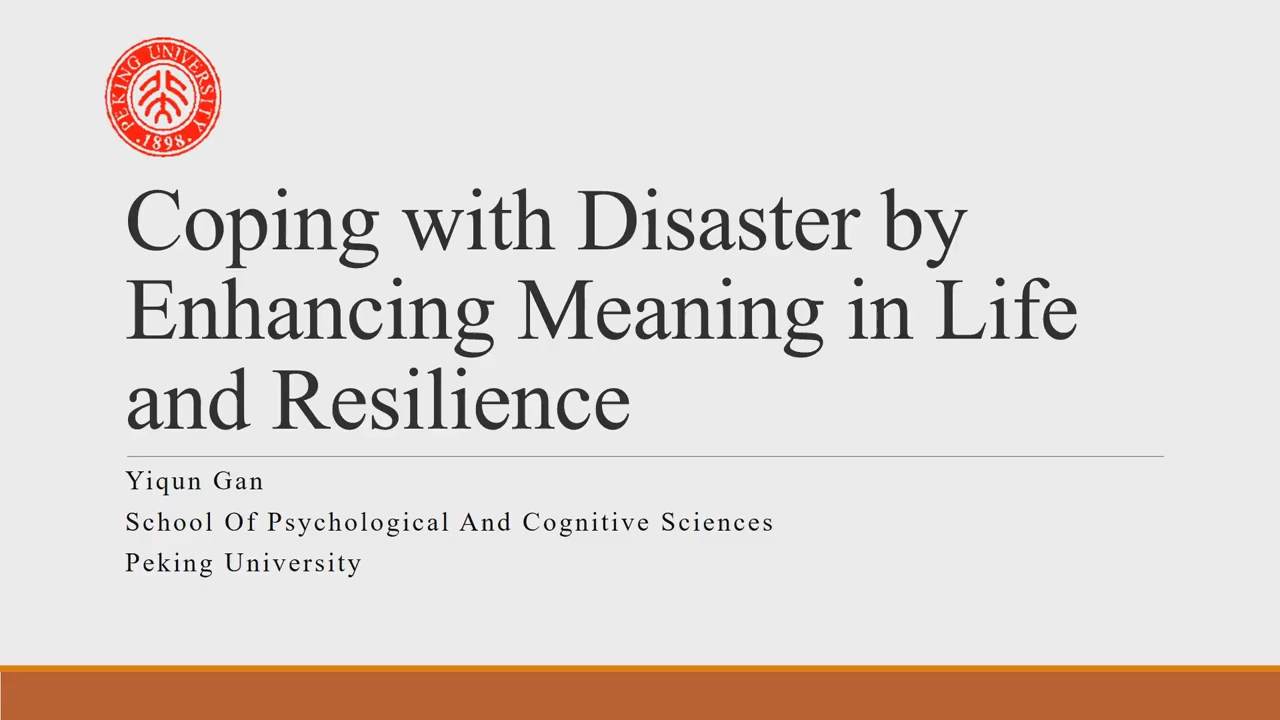 PEKING UNIVERSITY
1898
Coping with Disaster by
Enhancing Meaning in Life
and Resilience
Yiqun Gan
School Of Psychological And Cognitive Sciences
Peking University